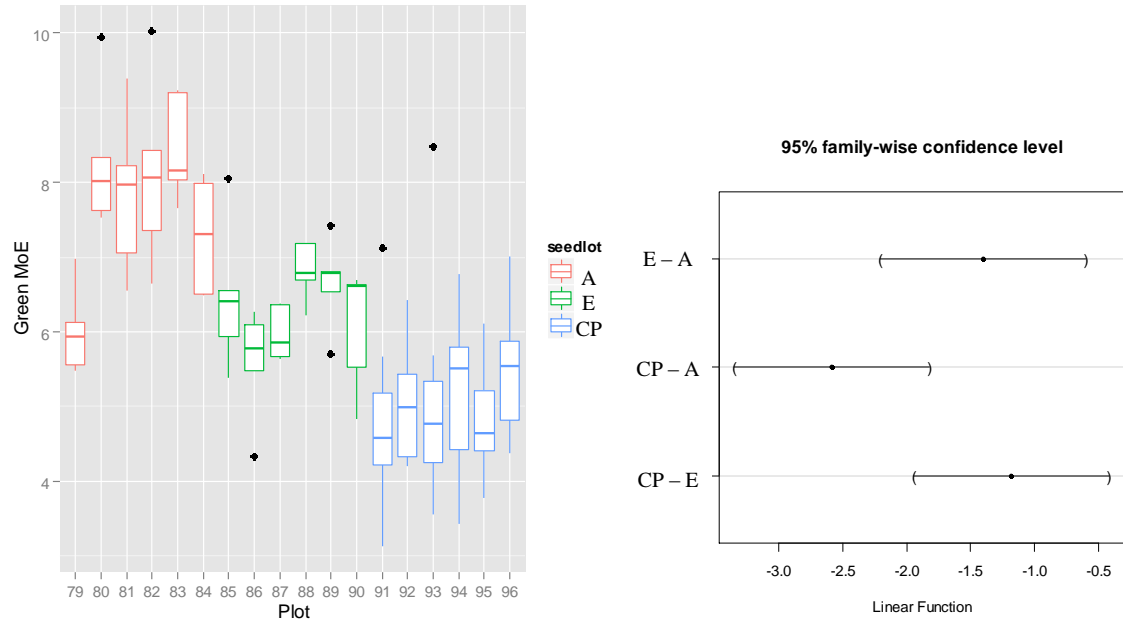 10
8
6
4
Green MoE
79 80 81 82 83 84 85 86 87 88 89 90 91 92 93 94 95 96
Plot
seedlot
A
E
CP
95% family-wise confidence level
E – A
CP – A
CP – E
-3.0 -2.5 -2.0 -1.5 -1.0 -0.5
Linear Function